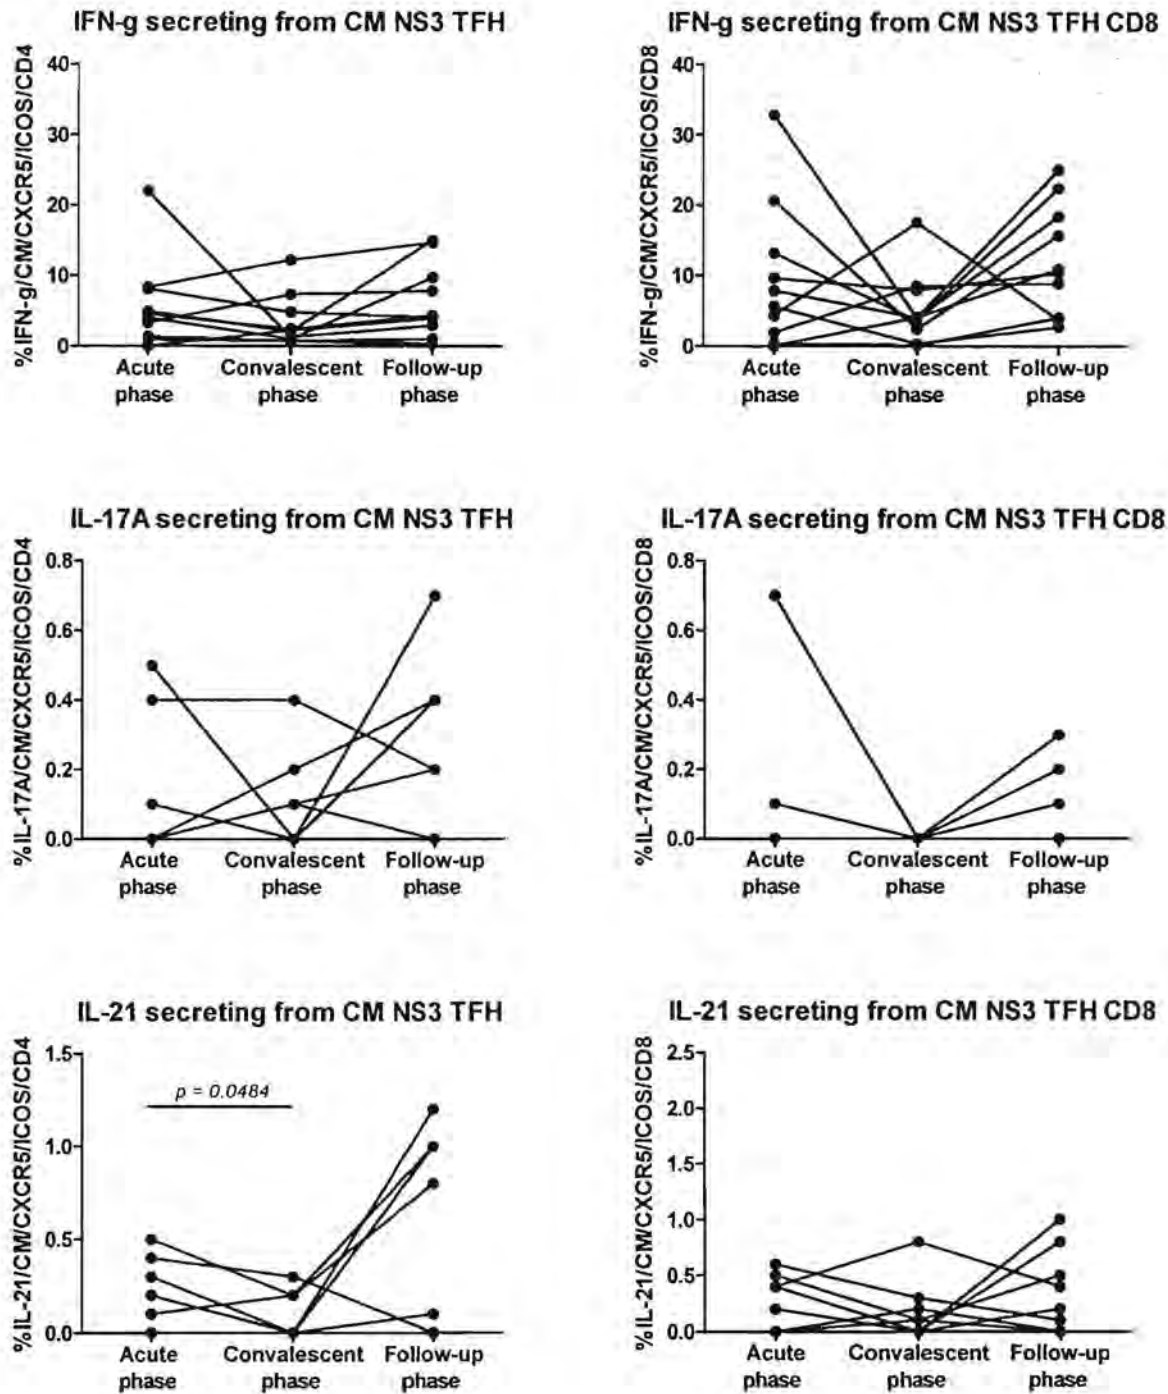 IFN-g secreting from CM NS3 TFH
%IFN-g/CM/CXCR5/ICOS/CD4
40
30
20
10
0
Acute phase
Convalescent phase
Follow-up phase
IFN-g secreting from CM NS3 TFH CD8
%IFN-g/CM/CXCR5/ICOS/CD8
40
30
20
10
0
Acute phase
Convalescent phase
Follow-up phase
IL-17A secreting from CM NS3 TFH
%IL-17A/CM/CXCR5/ICOS/CD4
0.8
0.6
0.4
0.2
0.0
Acute phase
Convalescent phase
Follow-up phase
IL-17A secreting from CM NS3 TFH CD8
%IL-17A/CM/CXCR5/ICOS/CD8
0.8
0.6
0.4
0.2
0.0
Acute phase
Convalescent phase
Follow-up phase
IL-21 secreting from CM NS3 TFH
%IL-21/CM/CXCR5/ICOS/CD4
1.5
1.0
0.5
0.0
p = 0.0484
Acute phase
Convalescent phase
Follow-up phase
IL-21 secreting from CM NS3 TFH CD8
%IL-21/CM/CXCR5/ICOS/CD8
2.5
2.0
1.5
1.0
0.5
0.0
Acute phase
Convalescent phase
Follow-up phase